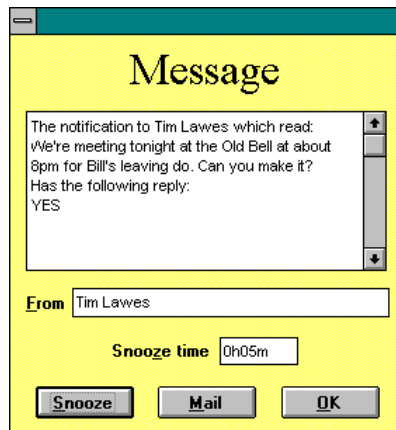 Message
The notification to Tim Lawes which read:
We're meeting tonight at the Old Bell at about
8pm for Bill's leaving do. Can you make it?
Has the following reply:
YES
From Tim Lawes
Snooze time 0h05m
Snooze Mail OK